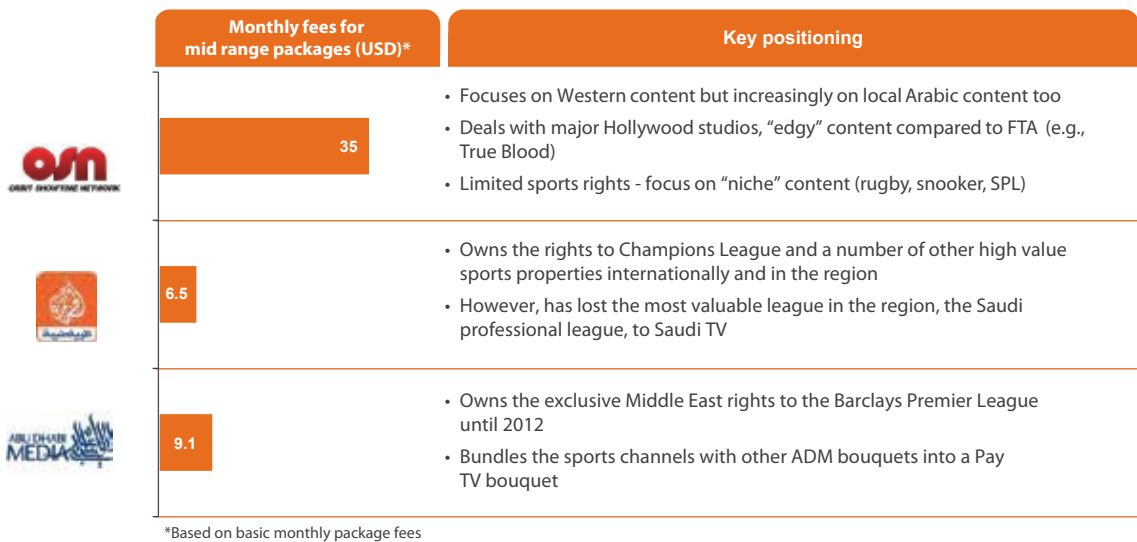 Monthly fees for
mid range packages (USD)*
Key positioning
OSN
ORBIT SHOWTIME NETWORK
35
• Focuses on Western content but increasingly on local Arabic content too
• Deals with major Hollywood studios, “edgy” content compared to FTA (e.g.,
True Blood)
• Limited sports rights - focus on “niche” content (rugby, snooker, SPL)
6.5
• Owns the rights to Champions League and a number of other high value
sports properties internationally and in the region
• However, has lost the most valuable league in the region, the Saudi
professional league, to Saudi TV
ABU DHABI
MEDIA
9.1
• Owns the exclusive Middle East rights to the Barclays Premier League
until 2012
• Bundles the sports channels with other ADM bouquets into a Pay
TV bouquet
*Based on basic monthly package fees